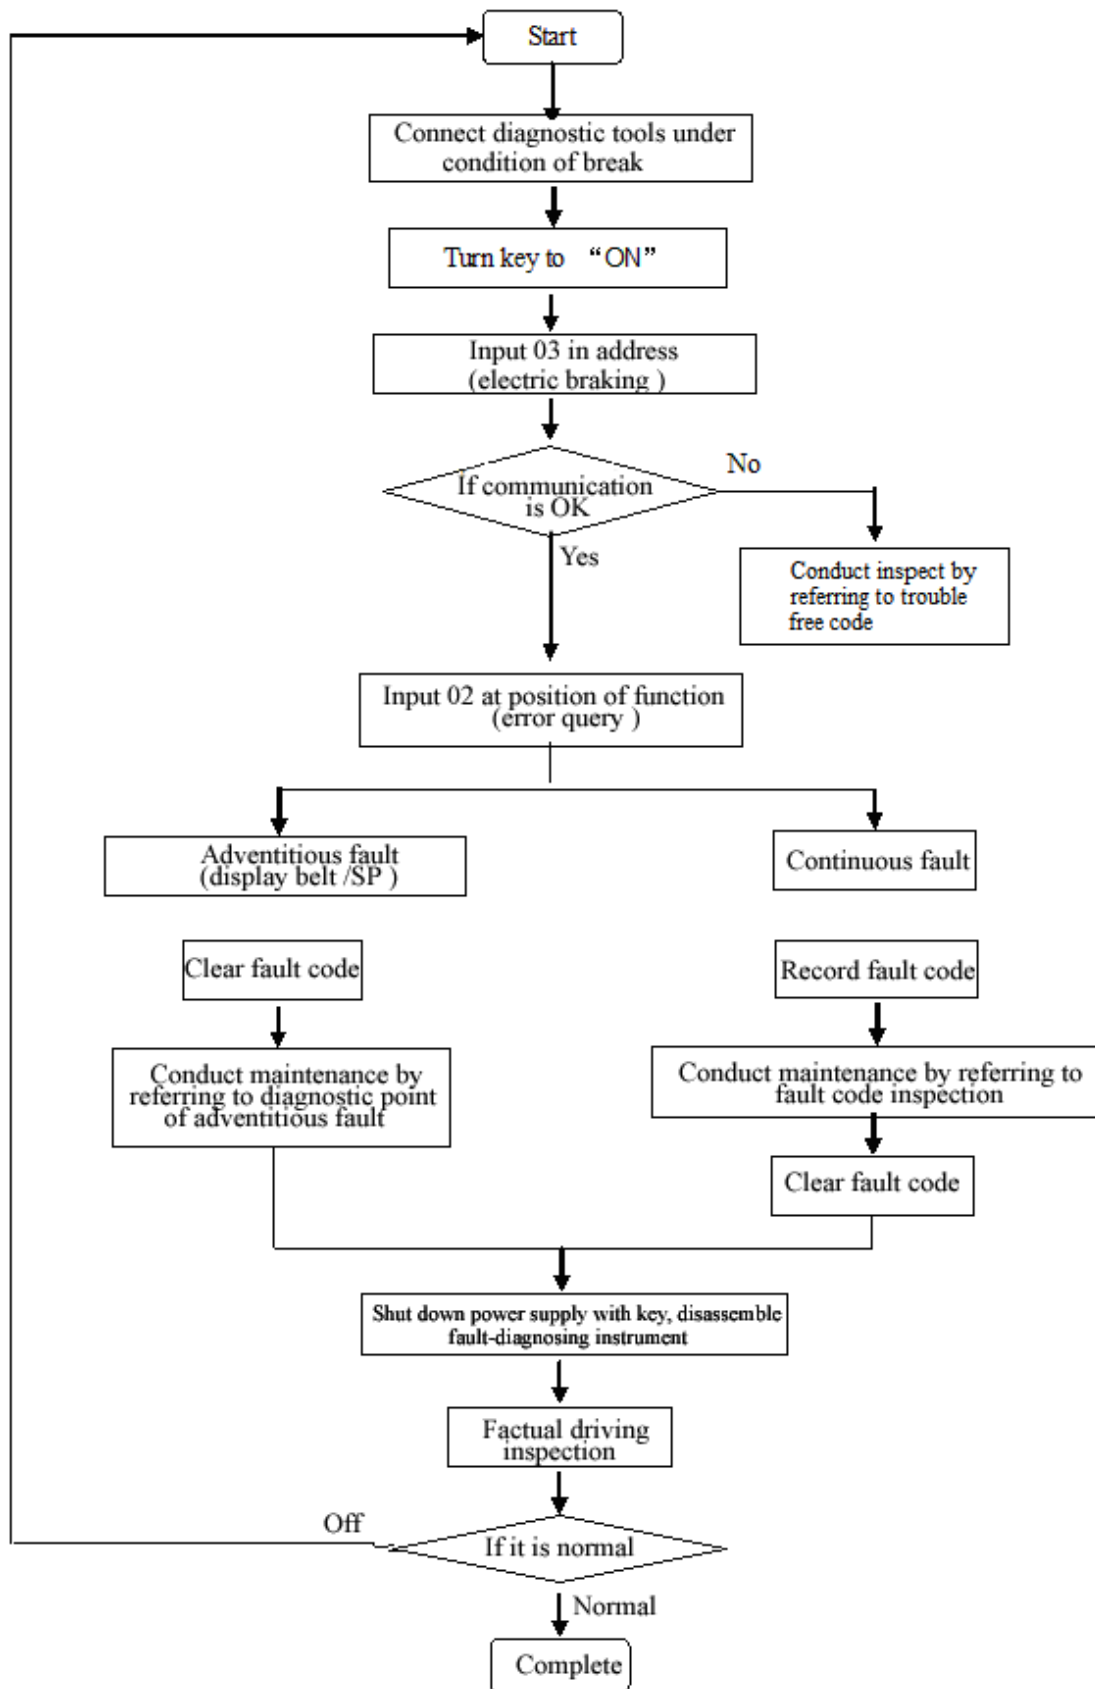 Start
Connect diagnostic tools under
condition of break
Turn key to “ON”
Input 03 in address
(electric braking )
If communication
is OK
No
Yes
Conduct inspect by
referring to trouble
free code
Input 02 at position of function
(error query )
Adventitious fault
(display belt /SP )
Continuous fault
Clear fault code
Record fault code
Conduct maintenance by
referring to diagnostic point
of adventitious fault
Conduct maintenance by referring to
fault code inspection
Clear fault code
Shut down power supply with key, disassemble
fault-diagnosing instrument
Factual driving
inspection
Off
If it is normal
Normal
Complete